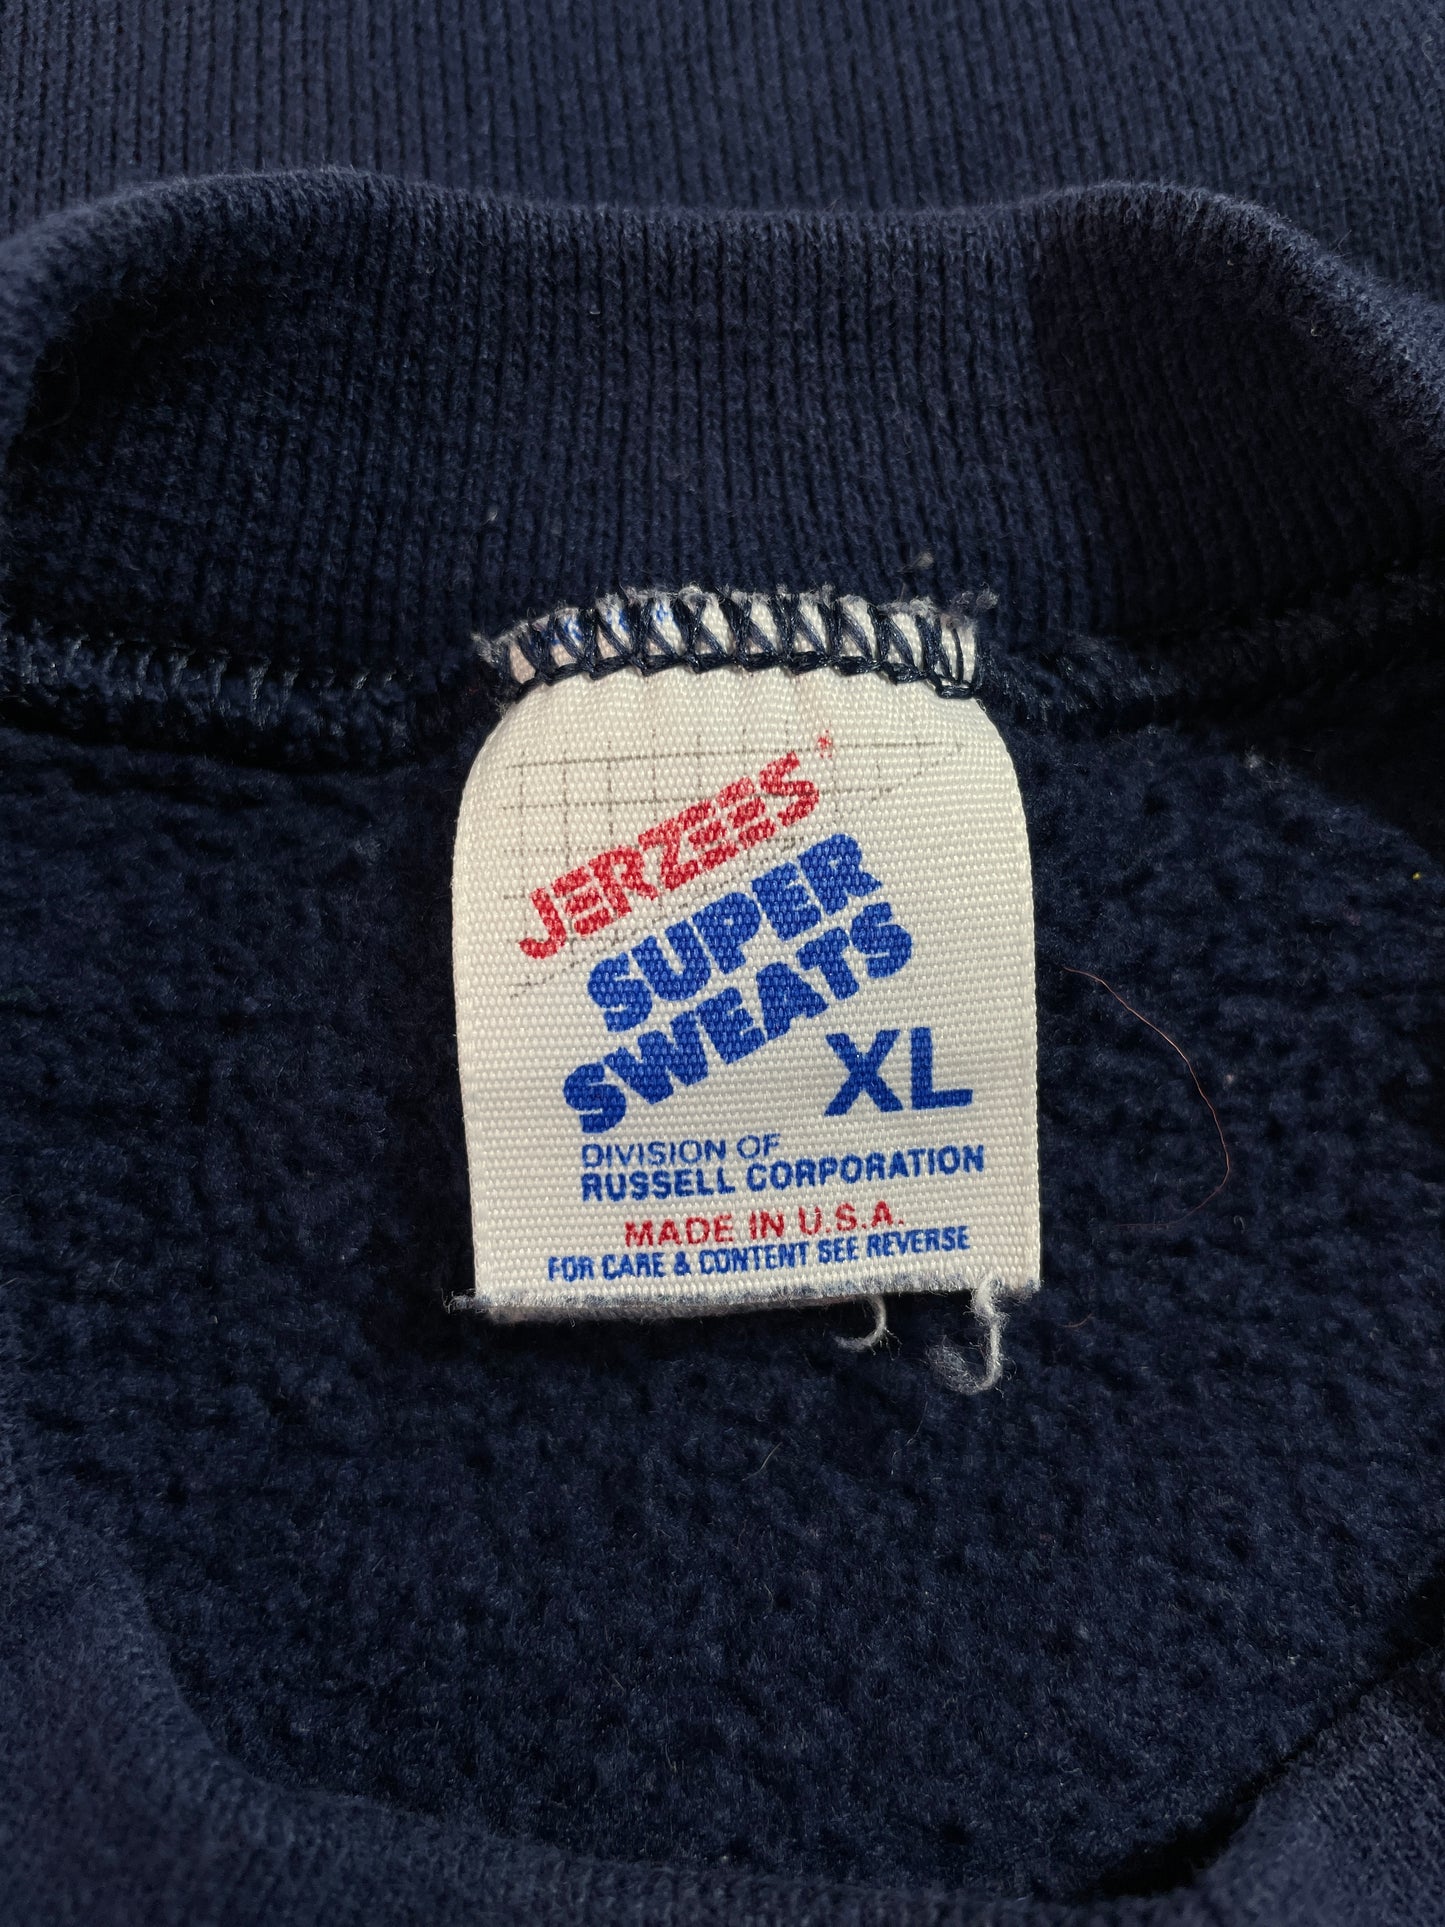 JERZEES
SUPER
SWEATS
XL
DIVISION OF
RUSSELL CORPORATION
MADE IN U.S.A.
FOR CARE & CONTENT SEE REVERSE